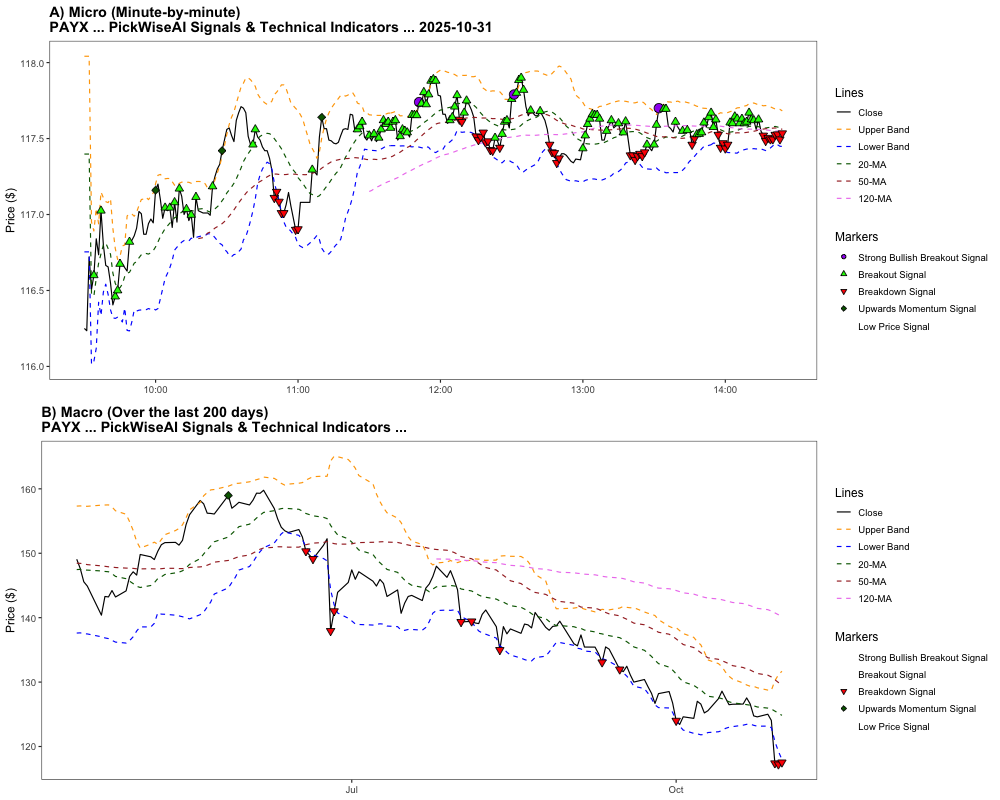 A) Micro (Minute-by-minute)
PAYX ... PickWiseAI Signals & Technical Indicators ... 2025-10-31
Price ($)
118.0
117.5
117.0
116.5
116.0
10:00
11:00
12:00
13:00
14:00
Lines
Close
Upper Band
Lower Band
20-MA
50-MA
120-MA
Markers
Strong Bullish Breakout Signal
Breakout Signal
Breakdown Signal
Upwards Momentum Signal
Low Price Signal
B) Macro (Over the last 200 days)
PAYX ... PickWiseAI Signals & Technical Indicators ...
Price ($)
160
150
140
130
120
Jul
Oct
Lines
Close
Upper Band
Lower Band
20-MA
50-MA
120-MA
Markers
Strong Bullish Breakout Signal
Breakout Signal
Breakdown Signal
Upwards Momentum Signal
Low Price Signal